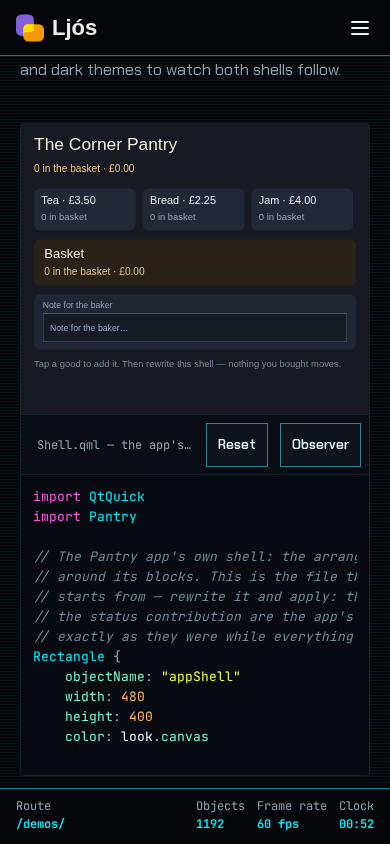 Ljós
and dark themes to watch both shells follow.
The Corner Pantry
0 in the basket · £0.00
Tea · £3.50
0 in basket
Bread · £2.25
0 in basket
Jam · £4.00
0 in basket
Basket
0 in the basket · £0.00
Note for the baker
Note for the baker…
Tap a good to add it. Then rewrite this shell — nothing you bought moves.
Shell.qml — the app's…
Reset
Observer
import QtQuick
import Pantry
// The Pantry app's own shell: the arrang
// around its blocks. This is the file th
// starts from — rewrite it and apply: th
// the status contribution are the app's
// exactly as they were while everything
Rectangle {
objectName: "appShell"
width: 480
height: 400
color: look.canvas
Route
/demos/
Objects
1192
Frame rate
60 fps
Clock
00:52